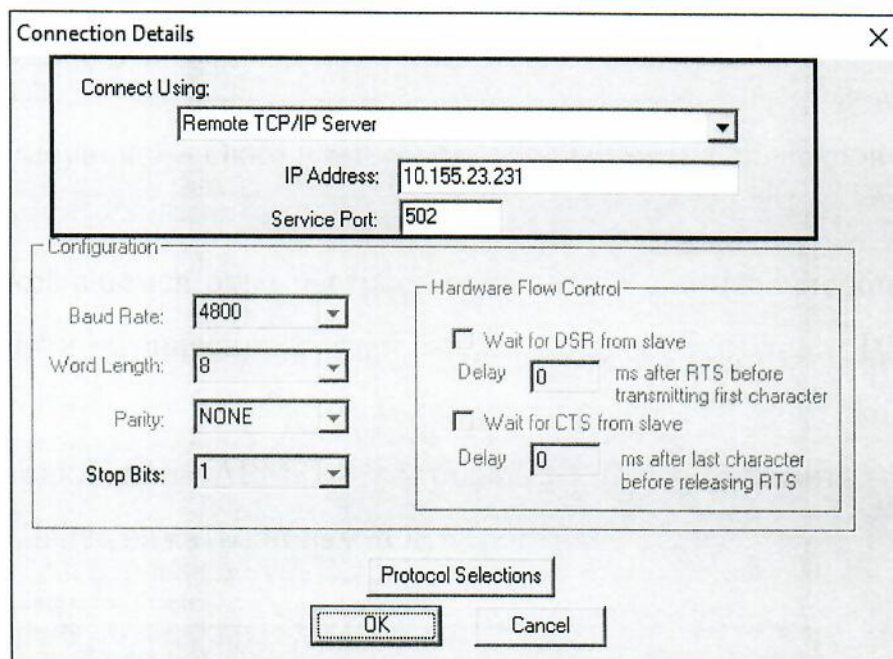 Connection Details
Connect Using:
Remote TCP/IP Server
IP Address: 10.155.23.231
Service Port: 502
Configuration
Baud Rate: 4800
Word Length: 8
Parity: NONE
Stop Bits: 1
Hardware Flow Control
Wait for DSR from slave
Delay 0 ms after RTS before
transmitting first character
Wait for CTS from slave
Delay 0 ms after last character
before releasing RTS
Protocol Selections
OK Cancel